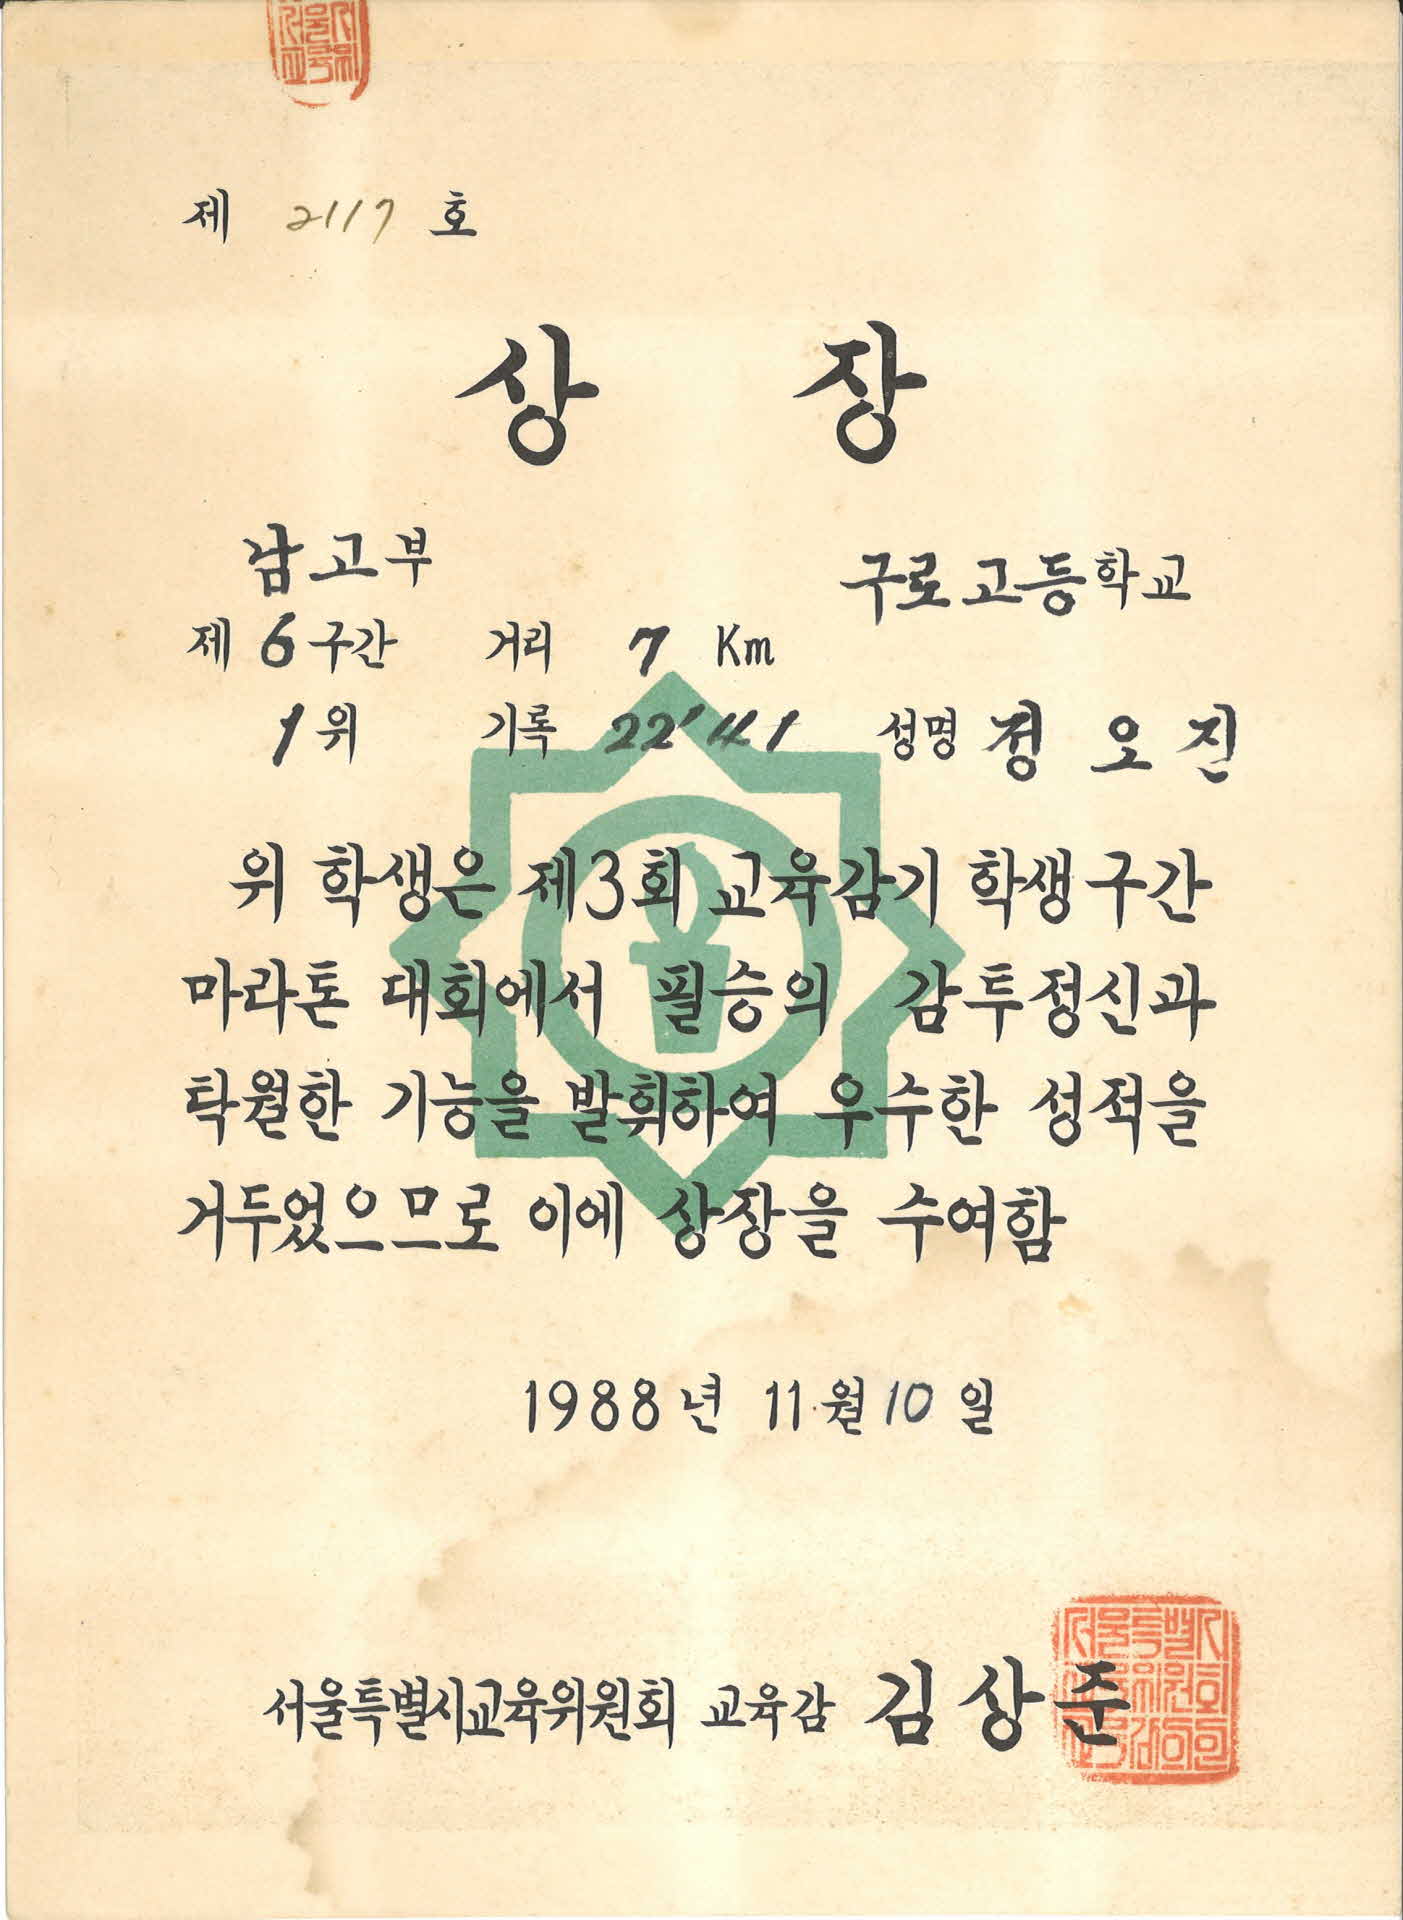 제 2117 호
상 장
남고부
구로고등학교
제 6 구간 거리 7 Km
1 위 기록 22'41 성명 정 오 진
위 학생은 제3회 교육감기 학생구간
마라톤 대회에서 필승의 감투정신과
탁월한 기능을 발휘하여 우수한 성적을
거두었으므로 이에 상장을 수여함
1988년 11월 10일
서울특별시교육위원회 교육감 김상준